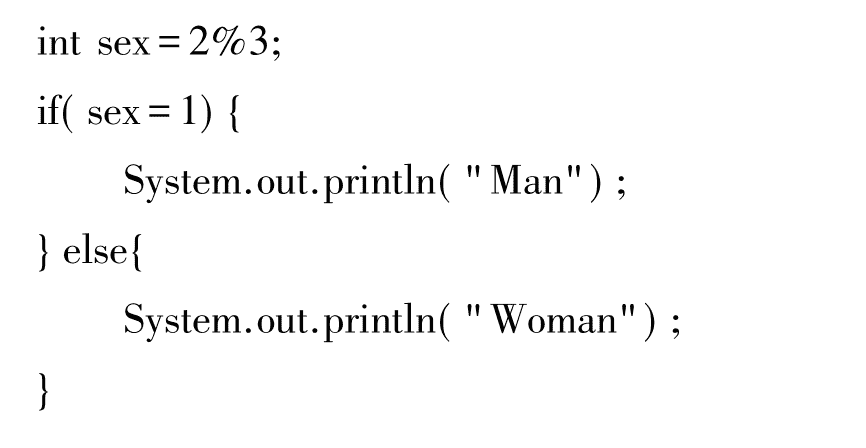 int sex=2%3;
if( sex=1) {
System.out.println( "Man") ;
} else{
System.out.println( "Woman") ;
}